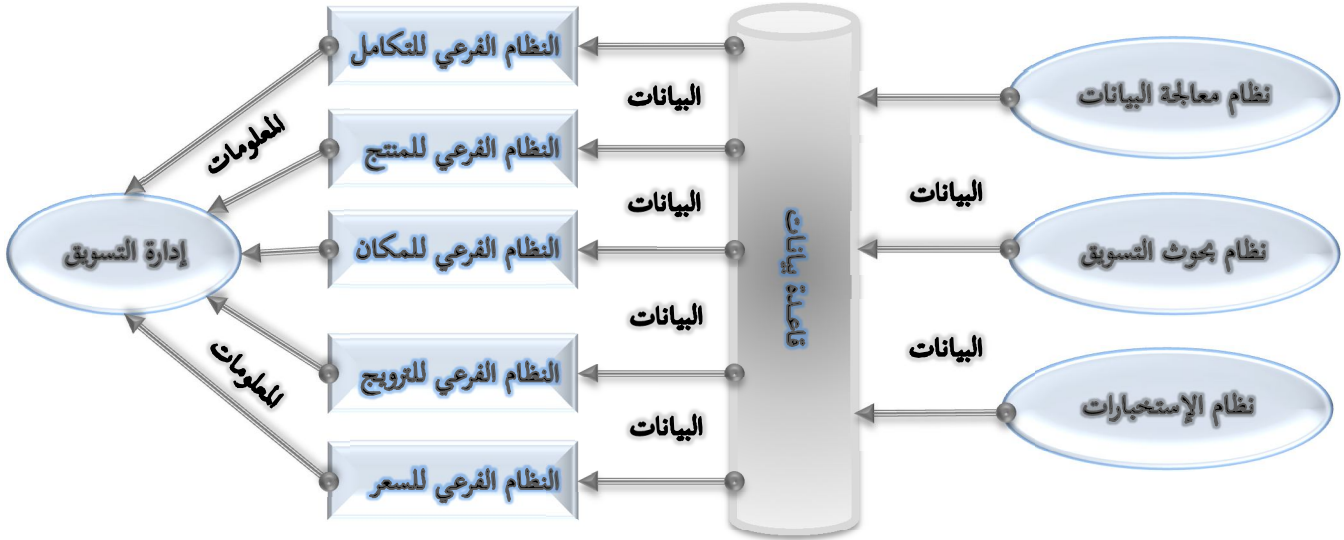 نظام معالجة البيانات
نظام بحوث التسويق
نظام الإستخبارات
البيانات
البيانات
قاعدة بيانات
البيانات
البيانات
البيانات
البيانات
النظام الفرعي للتكامل
النظام الفرعي للمنتج
النظام الفرعي للمكان
النظام الفرعي للترويج
النظام الفرعي للسعر
المعلومات
المعلومات
إدارة التسويق